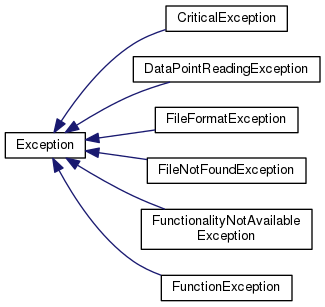 CriticalException
DataPointReadingException
FileFormatException
Exception
FileNotFoundException
FunctionalityNotAvailable
Exception
FunctionException